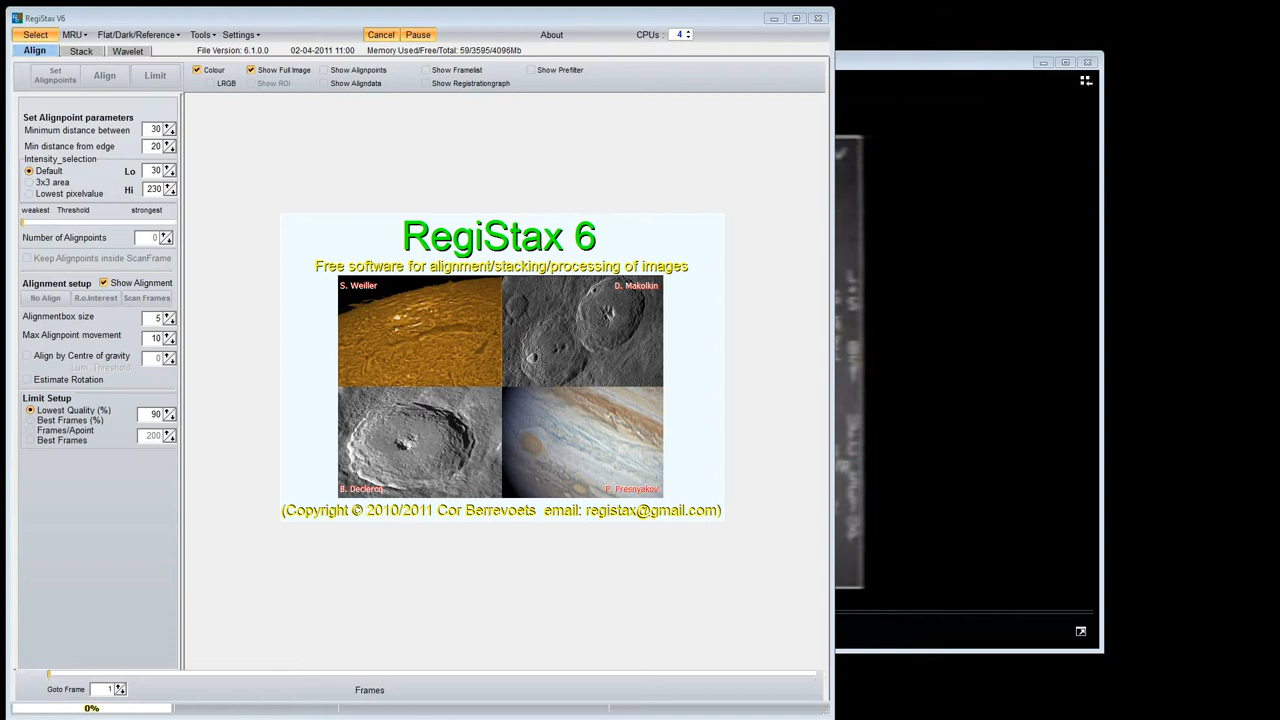 RegiStax V6
Select MRU Flat/Dark/Reference Tools Settings Cancel Pause About CPUs : 4
Align Stack Wavelet File Version: 6.1.0.0 02-04-2011 11:00 Memory Used/Free/Total: 59/3595/4096Mb
Set Alignpoints Align Limit
Colour Show Full Image Show Alignpoints Show Framelist Show Prefilter
LRGB Show ROI Show Aligndata Show Registrationgraph
Set Alignpoint parameters
Minimum distance between 30
Min distance from edge 20
Intensity_selection
Default Lo 30
3x3 area
Lowest pixelvalue Hi 230
weakest Threshold strongest
Number of Alignpoints 0
Keep Alignpoints inside ScanFrame
Alignment setup Show Alignment
No Align R.o.Interest Scan Frames
Alignmentbox size 5
Max Alignpoint movement 10
Align by Centre of gravity 0
Lum. Threshold
Estimate Rotation
Limit Setup
Lowest Quality (%) 90
Best Frames (%)
Frames/Apoint
Best Frames 200
RegiStax 6
Free software for alignment/stacking/processing of images
S. Weiller D. Makolkin
B. Declercq P. Presnyakov
(Copyright © 2010/2011 Cor Berrevoets email: registax@gmail.com)
Goto Frame 1 Frames
0%